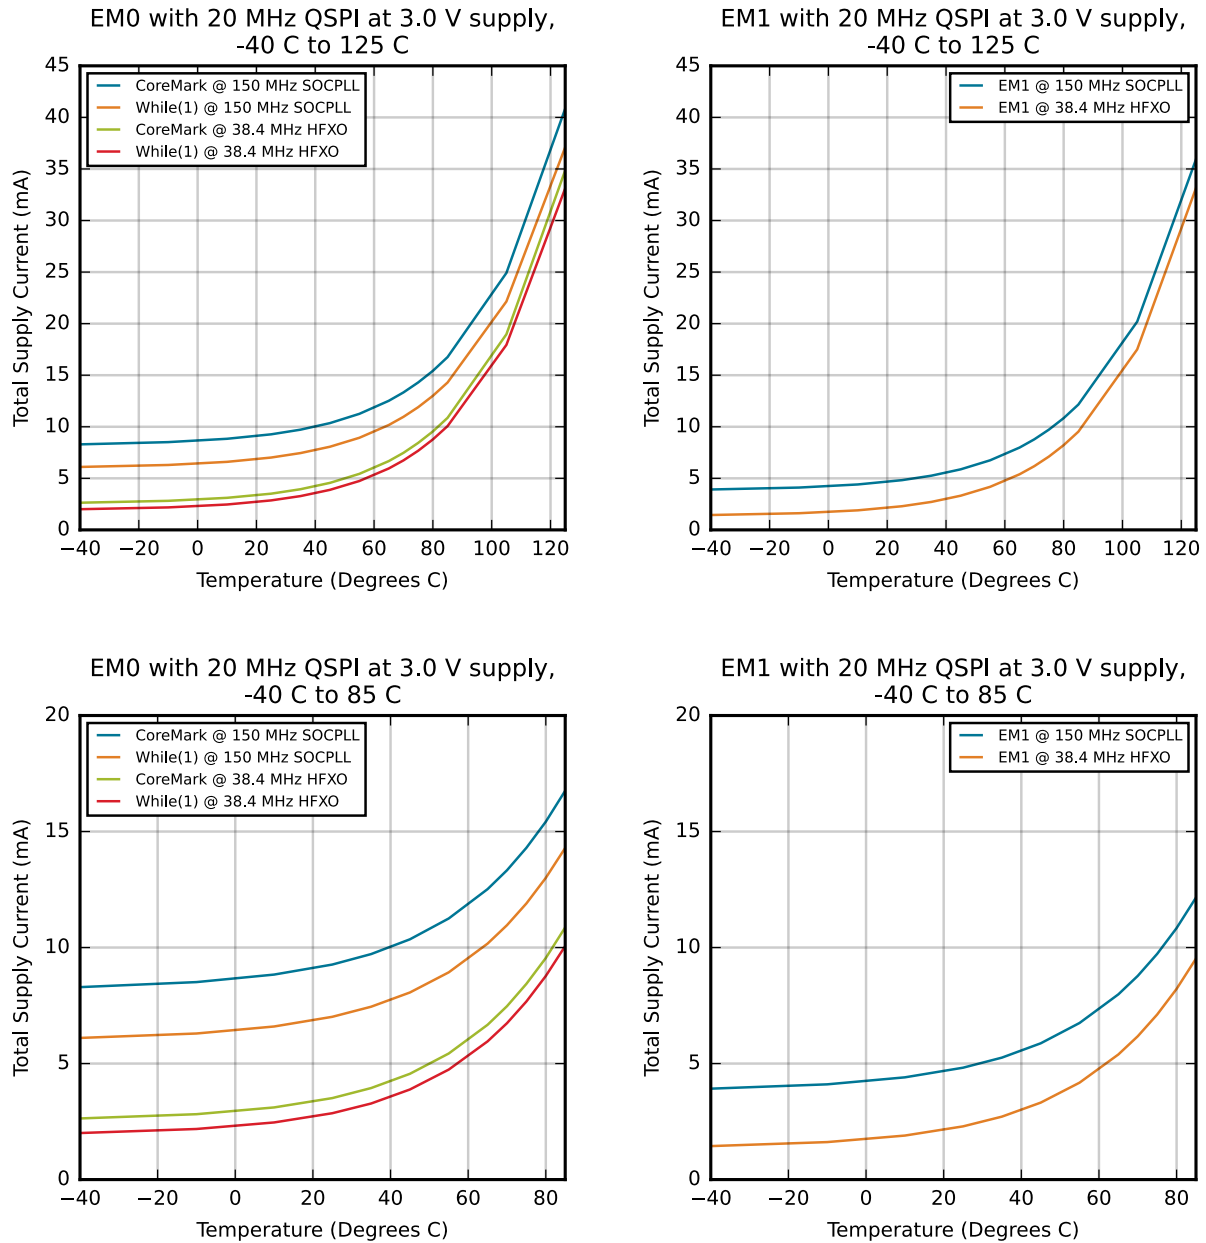 EM0 with 20 MHz QSPI at 3.0 V supply,
-40 C to 125 C
45
40
35
30
25
20
15
10
5
0
Total Supply Current (mA)
CoreMark @ 150 MHz SOCPLL
While(1) @ 150 MHz SOCPLL
CoreMark @ 38.4 MHz HFXO
While(1) @ 38.4 MHz HFXO
−40 −20 0 20 40 60 80 100 120
Temperature (Degrees C)
EM1 with 20 MHz QSPI at 3.0 V supply,
-40 C to 125 C
45
40
35
30
25
20
15
10
5
0
Total Supply Current (mA)
EM1 @ 150 MHz SOCPLL
EM1 @ 38.4 MHz HFXO
−40 −20 0 20 40 60 80 100 120
Temperature (Degrees C)
EM0 with 20 MHz QSPI at 3.0 V supply,
-40 C to 85 C
20
15
10
5
0
Total Supply Current (mA)
CoreMark @ 150 MHz SOCPLL
While(1) @ 150 MHz SOCPLL
CoreMark @ 38.4 MHz HFXO
While(1) @ 38.4 MHz HFXO
−40 −20 0 20 40 60 80
Temperature (Degrees C)
EM1 with 20 MHz QSPI at 3.0 V supply,
-40 C to 85 C
20
15
10
5
0
Total Supply Current (mA)
EM1 @ 150 MHz SOCPLL
EM1 @ 38.4 MHz HFXO
−40 −20 0 20 40 60 80
Temperature (Degrees C)